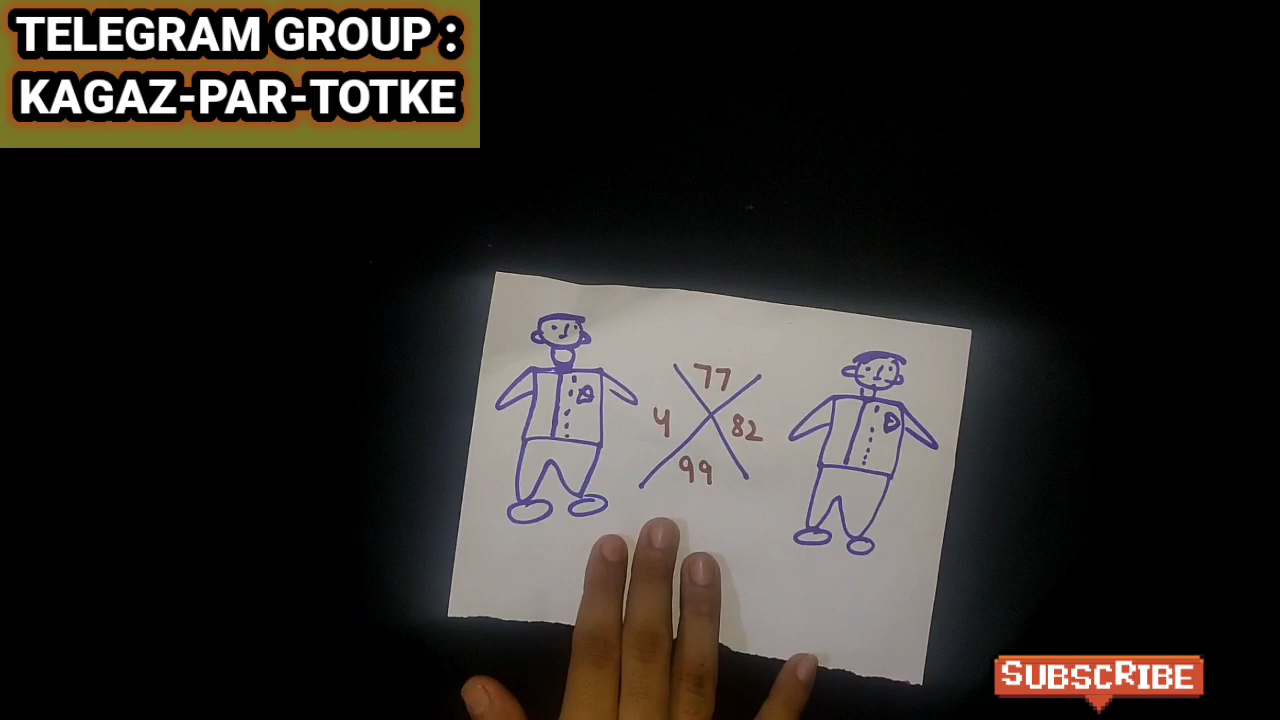 TELEGRAM GROUP :
KAGAZ-PAR-TOTKE
77
4 82
99
SUBSCRIBE